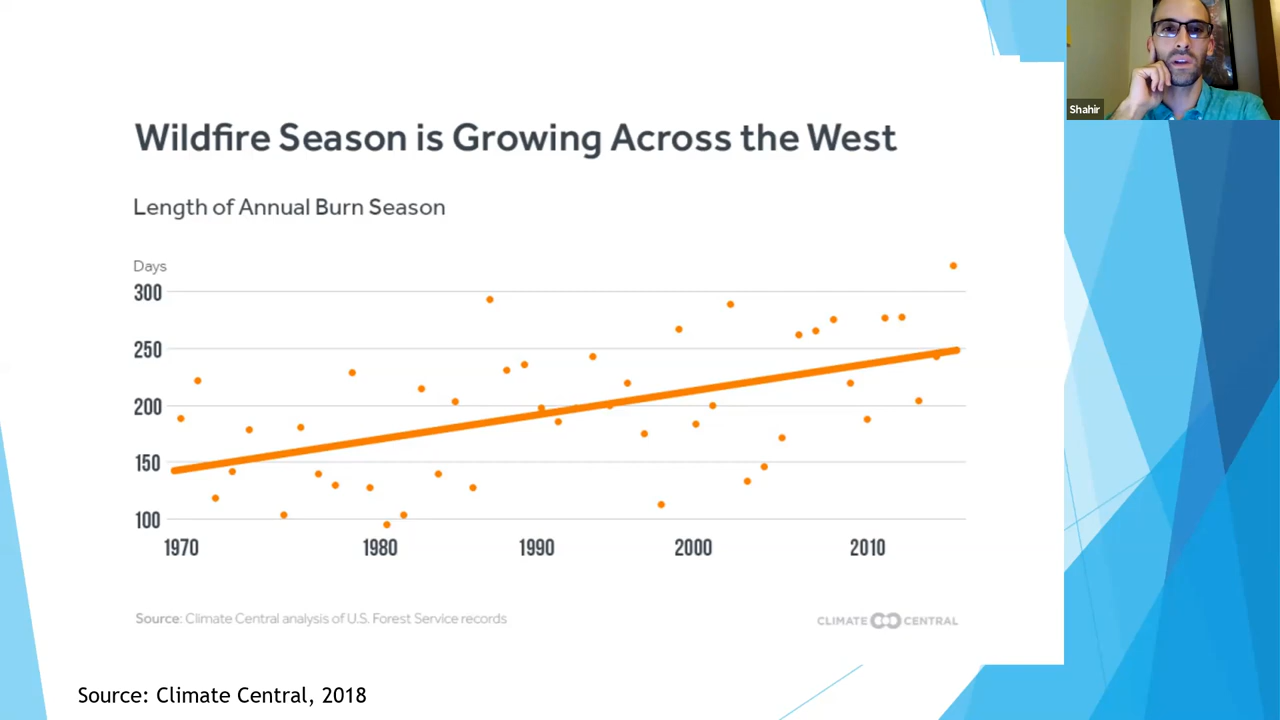 Shahir
Wildfire Season is Growing Across the West
Length of Annual Burn Season
Days
300
250
200
150
100
1970 1980 1990 2000 2010
Source: Climate Central analysis of U.S. Forest Service records
CLIMATE CENTRAL
Source: Climate Central, 2018